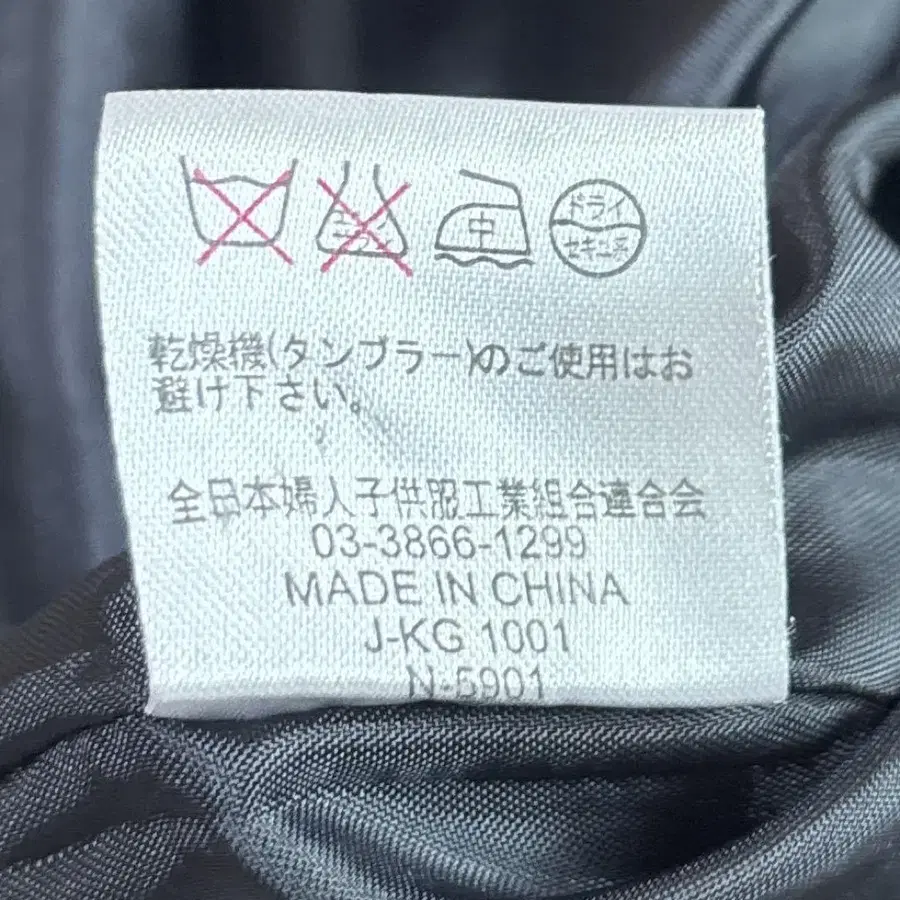 中 ドライ
セキユ系
乾燥機(タンブラー)のご使用はお
避け下さい。
全日本婦人子供服工業組合連合会
03-3866-1299
MADE IN CHINA
J-KG 1001
N-5901